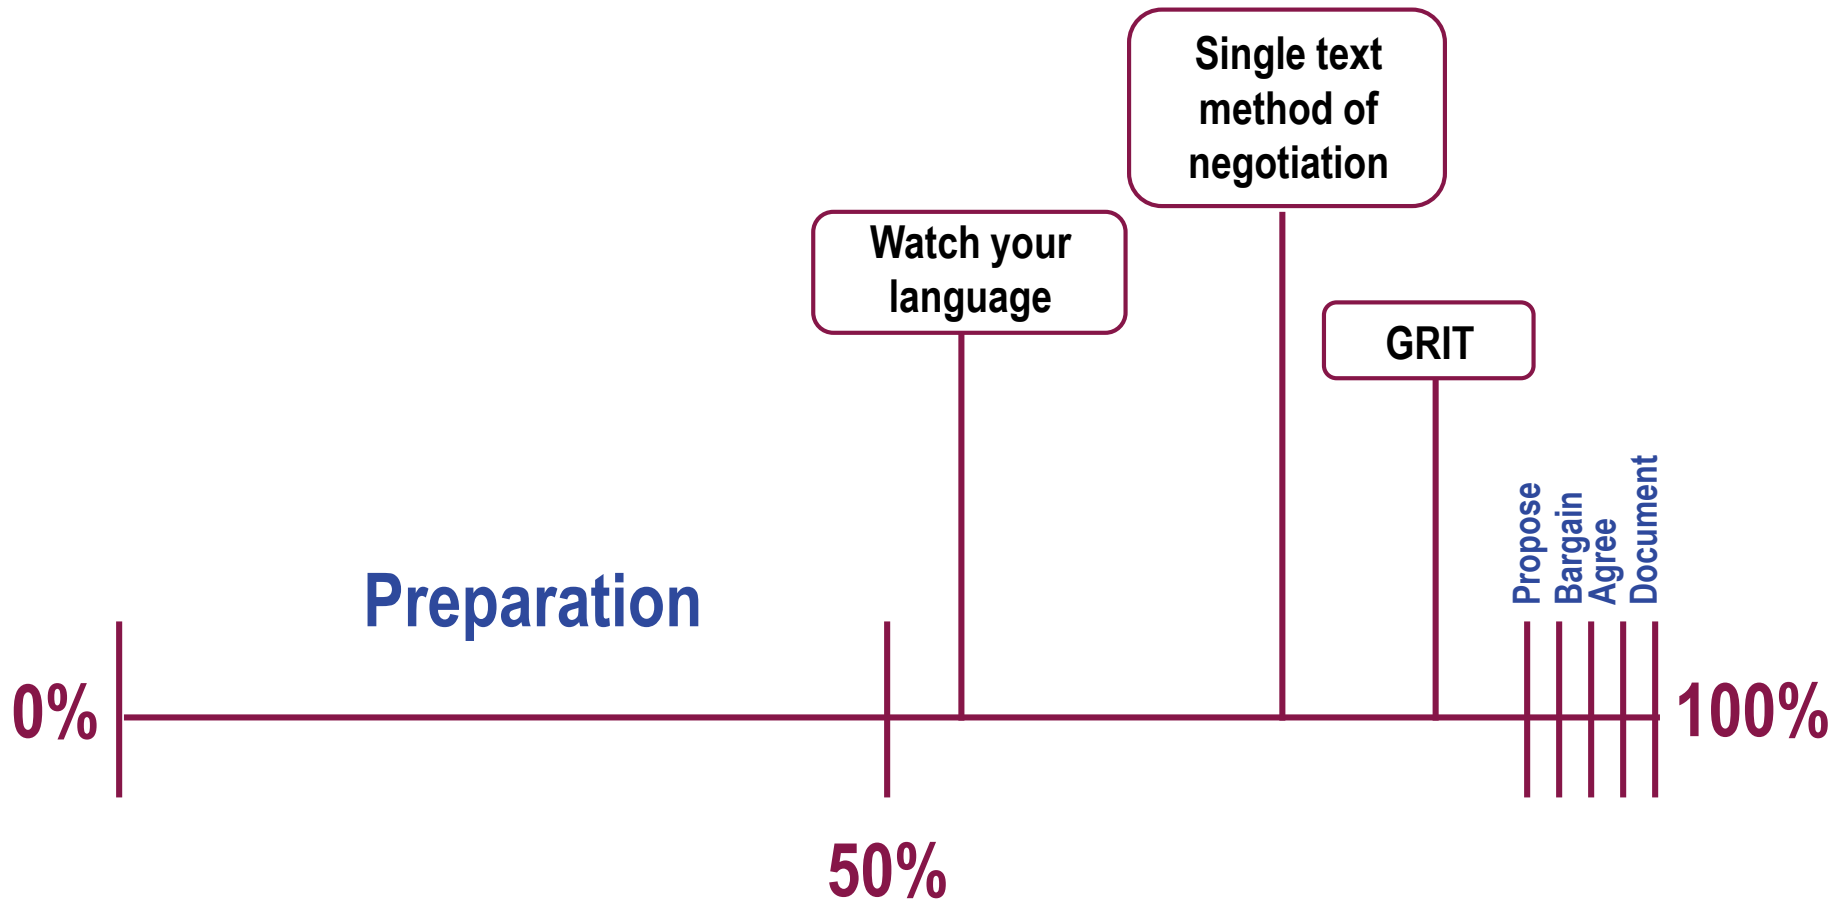 Single text
method of
negotiation
Watch your
language
GRIT
Propose
Bargain
Agree
Document
Preparation
0%
100%
50%